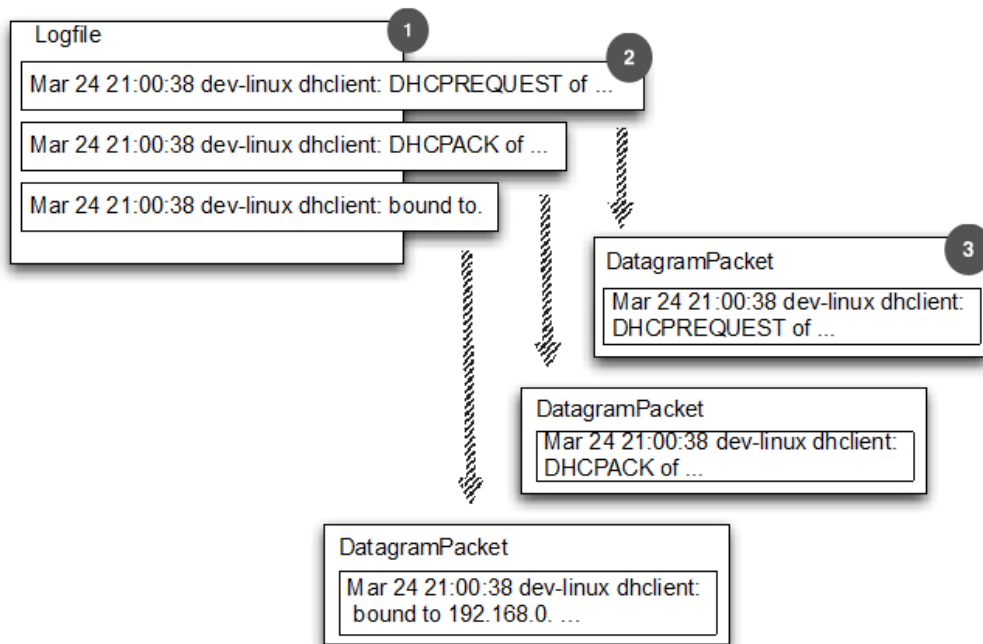 Logfile
1
Mar 24 21:00:38 dev-linux dhclient: DHCPREQUEST of ...
2
Mar 24 21:00:38 dev-linux dhclient: DHCPACK of ...
Mar 24 21:00:38 dev-linux dhclient: bound to.
DatagramPacket
3
Mar 24 21:00:38 dev-linux dhclient:
DHCPREQUEST of ...
DatagramPacket
Mar 24 21:00:38 dev-linux dhclient:
DHCPACK of ...
DatagramPacket
Mar 24 21:00:38 dev-linux dhclient:
bound to 192.168.0. ...